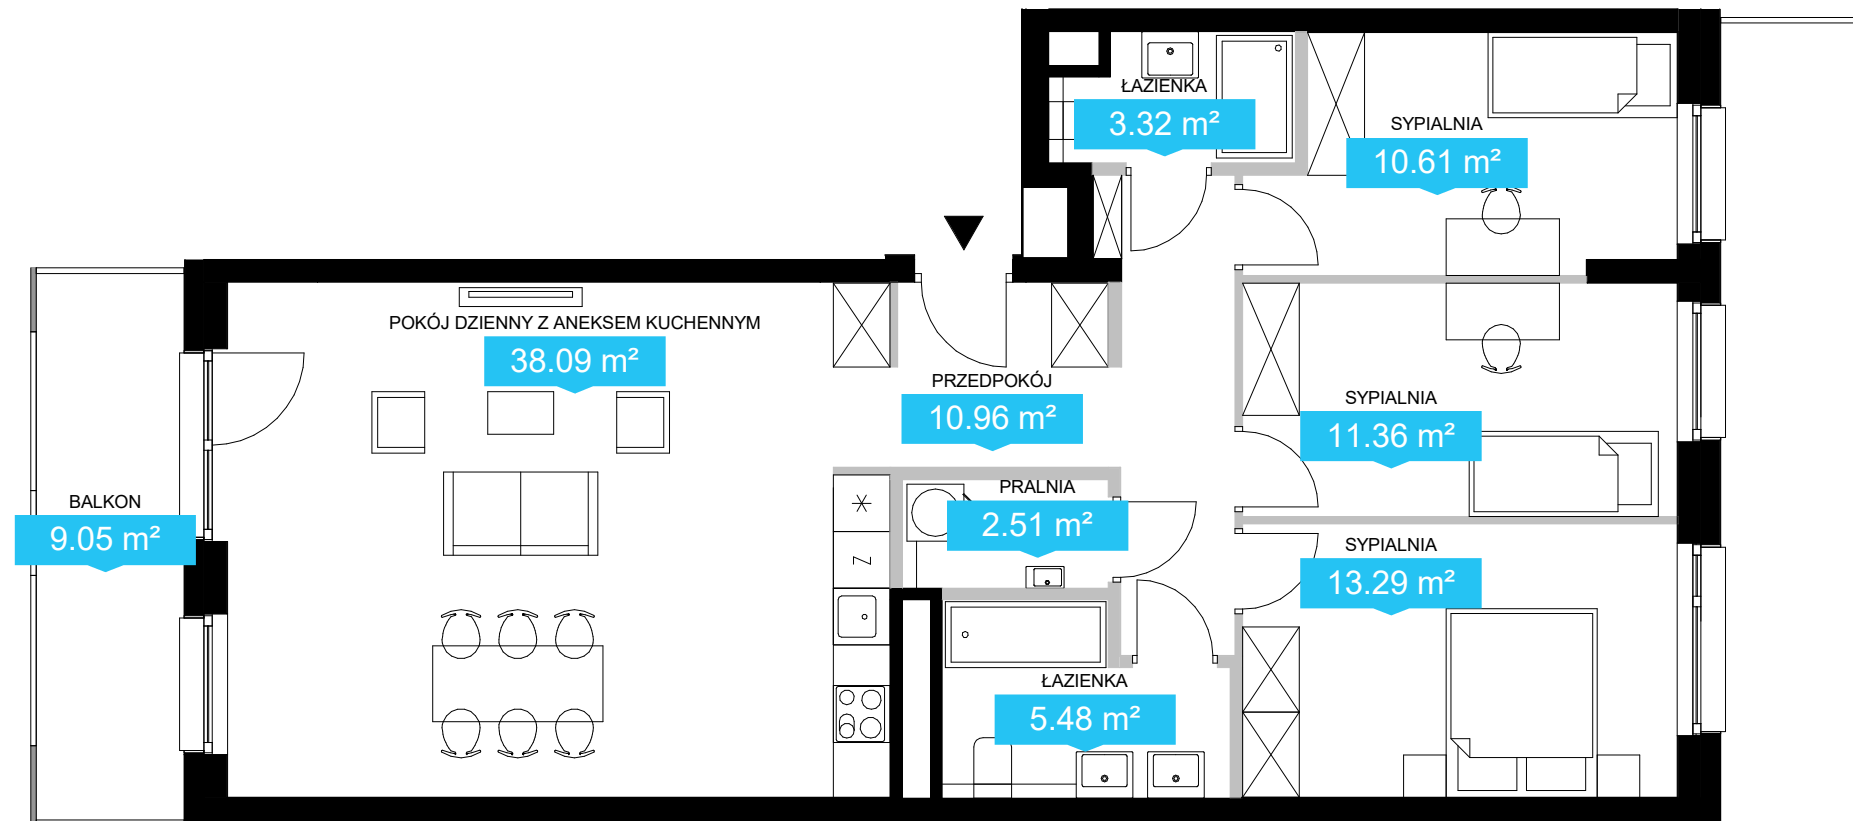 ŁAZIENKA
3.32 m²
SYPIALNIA
10.61 m²
POKÓJ DZIENNY Z ANEKSEM KUCHENNYM
38.09 m²
PRZEDPOKÓJ
10.96 m²
SYPIALNIA
11.36 m²
PRALNIA
2.51 m²
BALKON
9.05 m²
SYPIALNIA
13.29 m²
ŁAZIENKA
5.48 m²